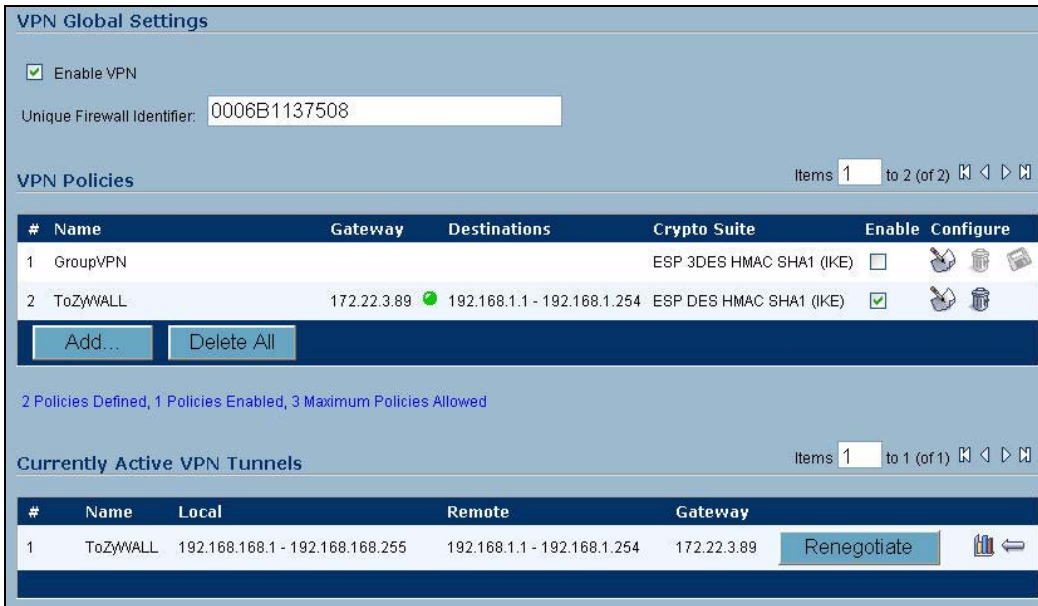 VPN Global Settings
Enable VPN
Unique Firewall Identifier: 0006B1137508
VPN Policies
Items 1 to 2 (of 2)
# Name Gateway Destinations Crypto Suite Enable Configure
1 GroupVPN ESP 3DES HMAC SHA1 (IKE)
2 ToZyWALL 172.22.3.89 192.168.1.1 - 192.168.1.254 ESP DES HMAC SHA1 (IKE)
Add... Delete All
2 Policies Defined, 1 Policies Enabled, 3 Maximum Policies Allowed
Currently Active VPN Tunnels
Items 1 to 1 (of 1)
# Name Local Remote Gateway
1 ToZyWALL 192.168.168.1 - 192.168.168.255 192.168.1.1 - 192.168.1.254 172.22.3.89 Renegotiate